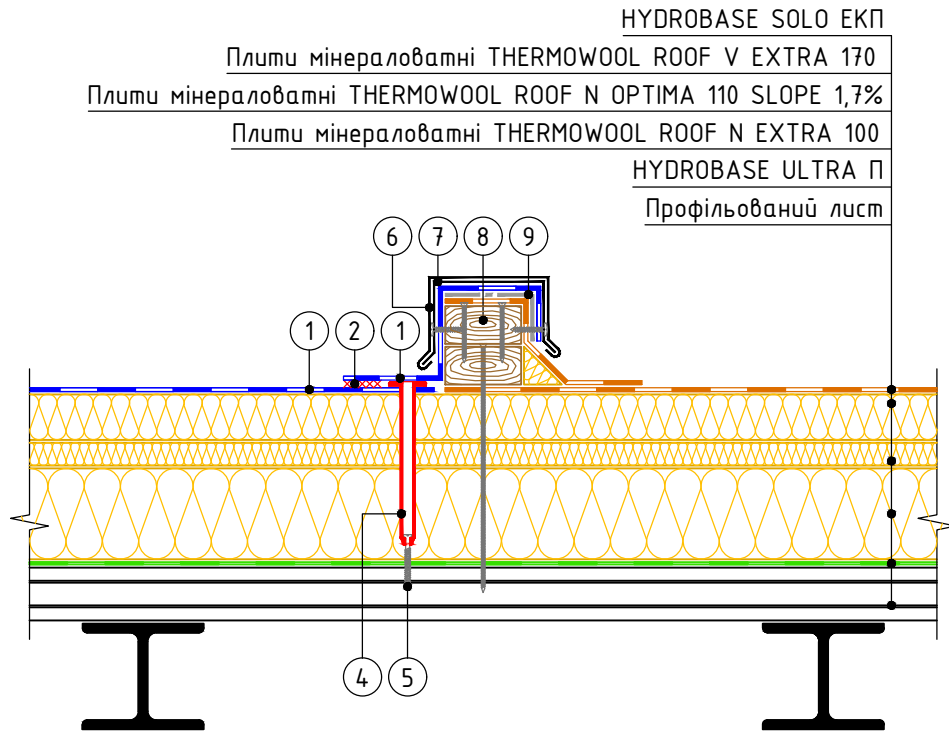 HYDROBASE SOLO ЕКП
Плити мінераловатні THERMOWOOL ROOF V EXTRA 170
Плити мінераловатні THERMOWOOL ROOF N OPTIMA 110 SLOPE 1,7%
Плити мінераловатні THERMOWOOL ROOF N EXTRA 100
HYDROBASE ULTRA П
Профільований лист
6 7 8 9
1 2 1
4 5